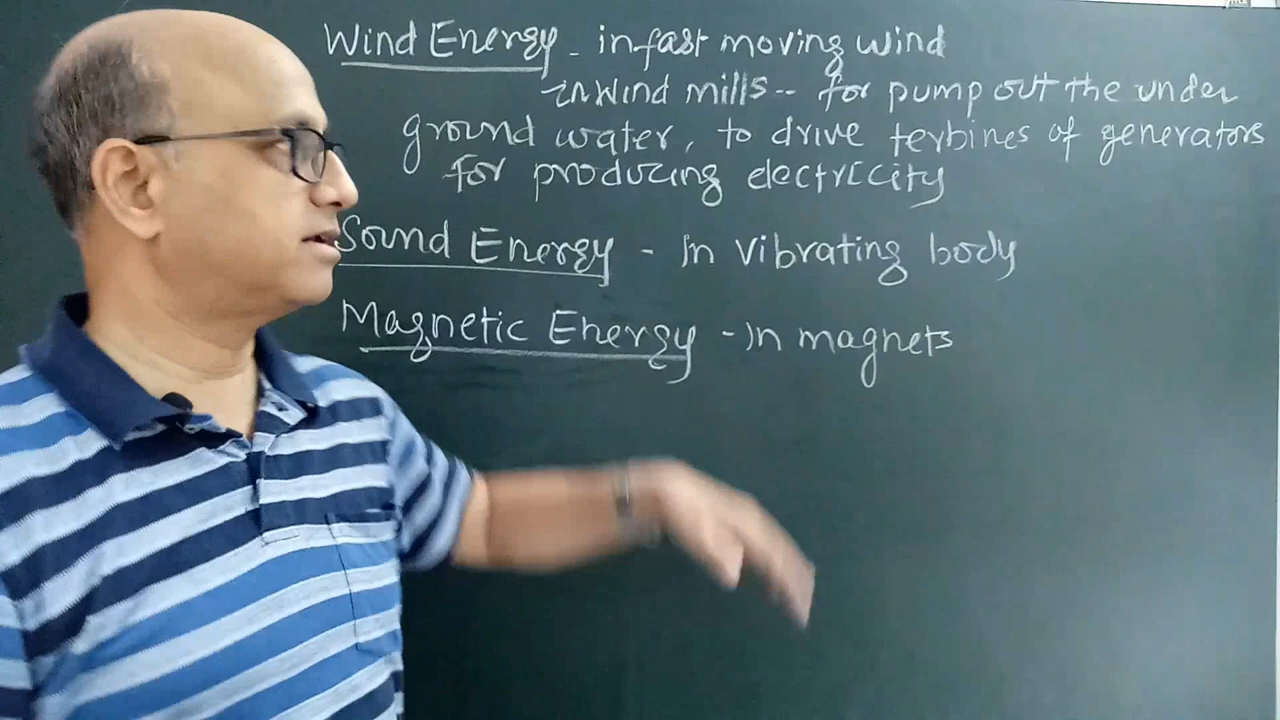 Wind Energy - in fast moving wind
in wind mills -- for pump out the under
ground water, to drive terbines of generators
for producing electricity
Sound Energy - In vibrating body
Magnetic Energy - In magnets